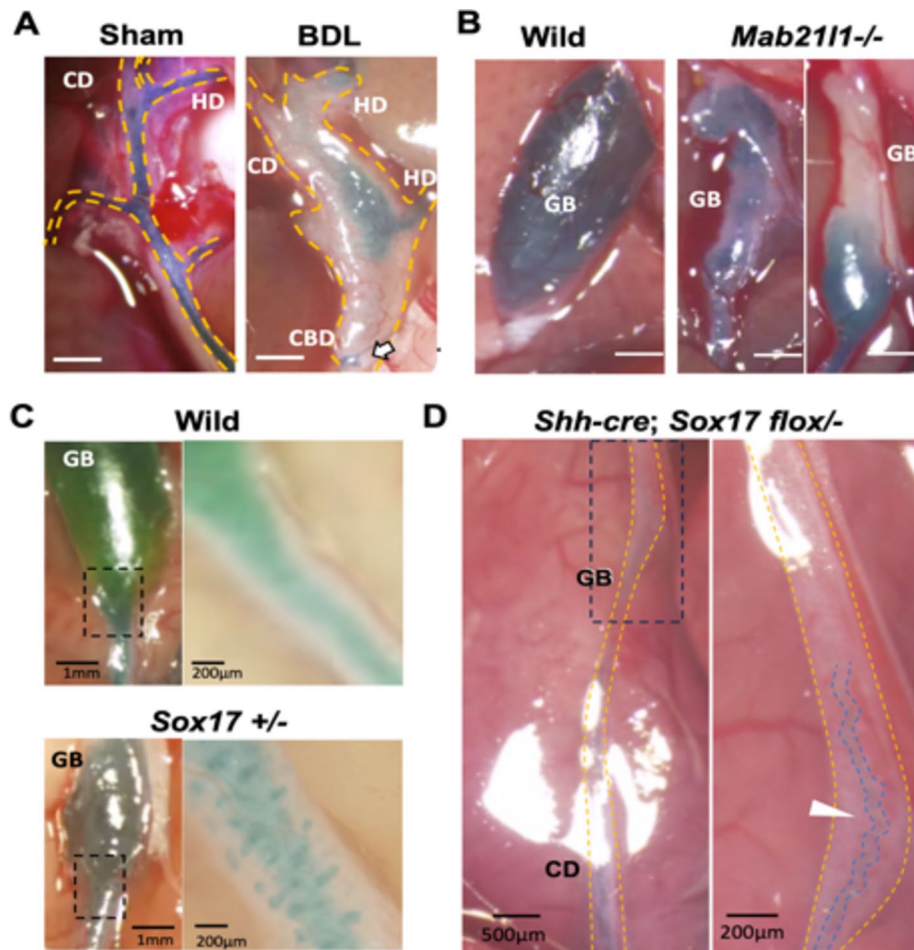 A
Sham
BDL
CD
HD
HD
CD
HD
CBD
B
Wild
Mab21l1-/-
GB
GB
GB
C
Wild
GB
1mm
200μm
Sox17 +/-
GB
1mm
200μm
D
Shh-cre; Sox17 flox/-
GB
CD
500μm
200μm